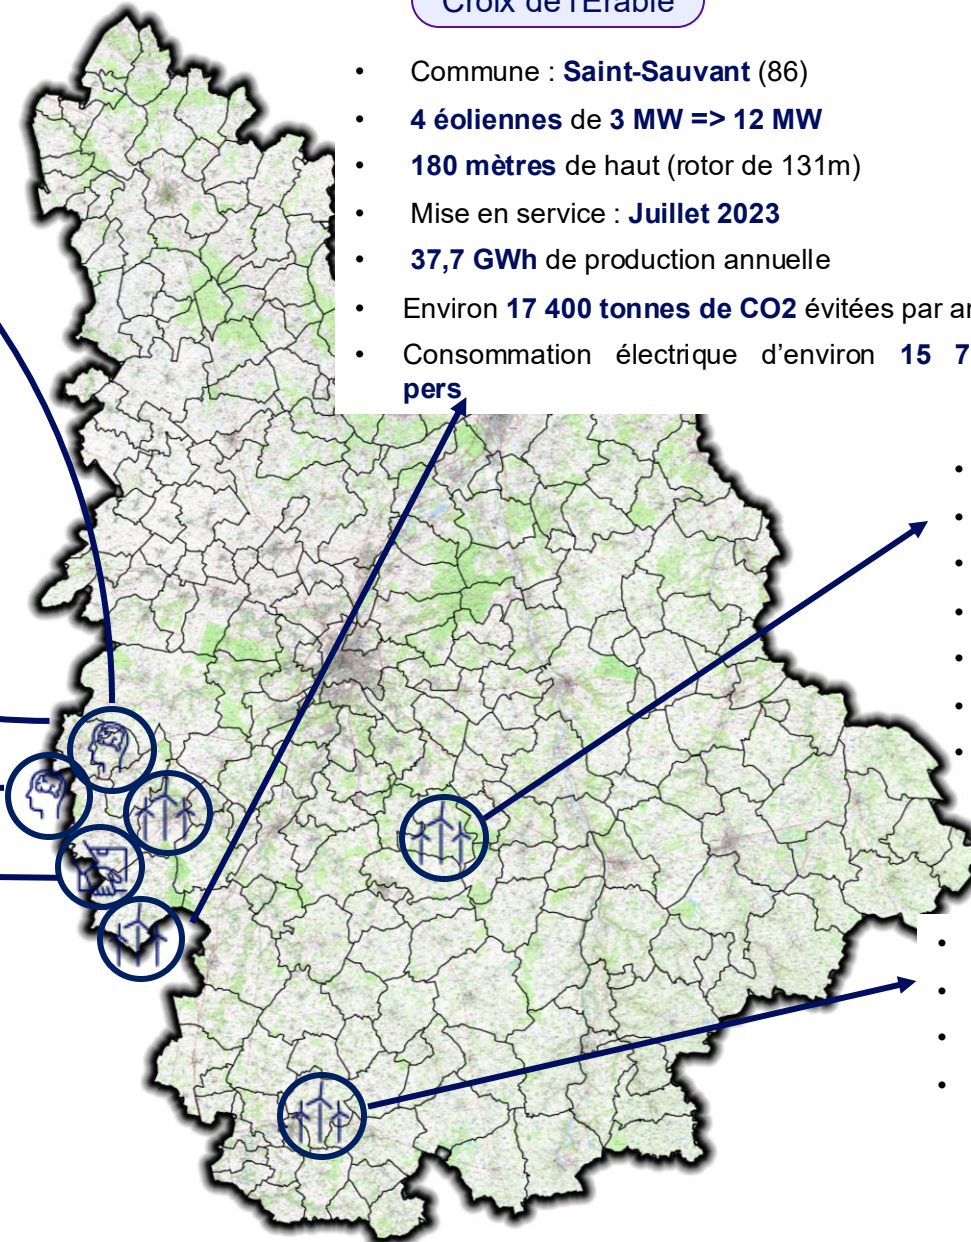 Croix de l'Erable
• Commune : Saint-Sauvant (86)
• 4 éoliennes de 3 MW => 12 MW
• 180 mètres de haut (rotor de 131m)
• Mise en service : Juillet 2023
• 37,7 GWh de production annuelle
• Environ 17 400 tonnes de CO2 évitées par an
• Consommation électrique d'environ 15 7
pers